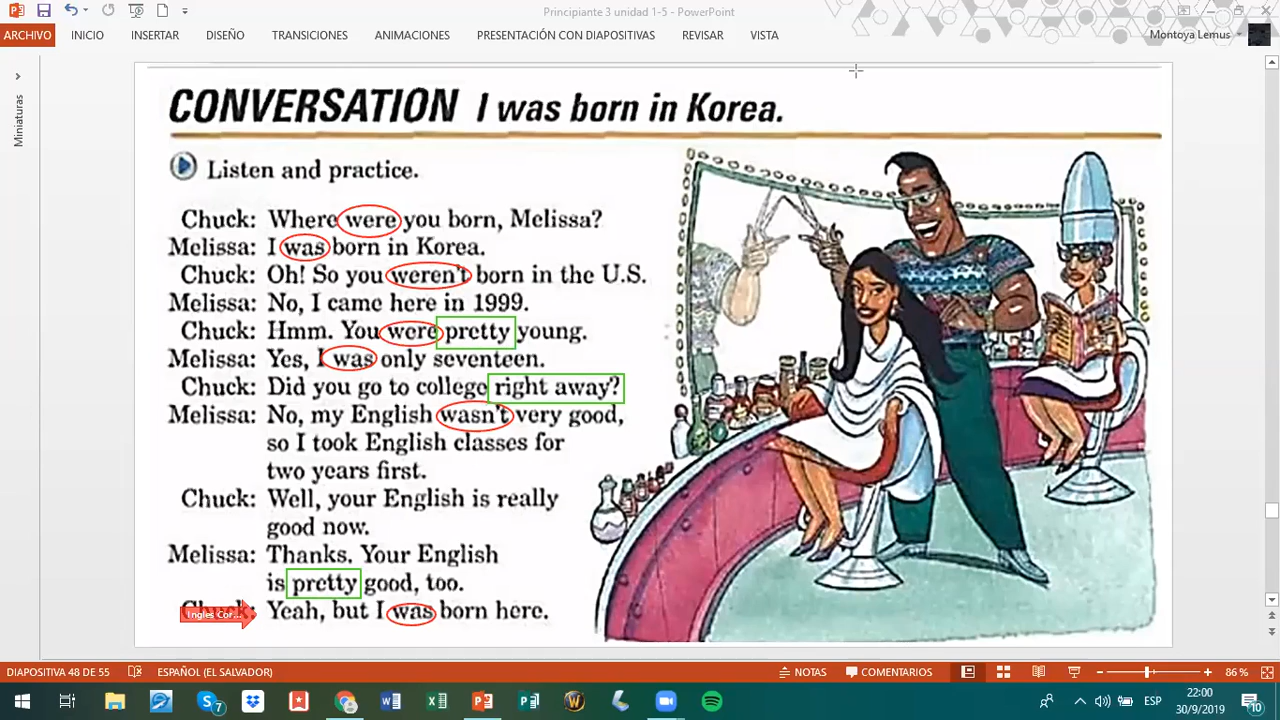 Principiante 3 unidad 1-5 - PowerPoint
ARCHIVO INICIO INSERTAR DISEÑO TRANSICIONES ANIMACIONES PRESENTACIÓN CON DIAPOSITIVAS REVISAR VISTA Montoya Lemus
Miniaturas
CONVERSATION I was born in Korea.
Listen and practice.
Chuck: Where were you born, Melissa?
Melissa: I was born in Korea.
Chuck: Oh! So you weren't born in the U.S.
Melissa: No, I came here in 1999.
Chuck: Hmm. You were pretty young.
Melissa: Yes, I was only seventeen.
Chuck: Did you go to college right away?
Melissa: No, my English wasn't very good,
so I took English classes for
two years first.
Chuck: Well, your English is really
good now.
Melissa: Thanks. Your English
is pretty good, too.
Chuck: Yeah, but I was born here.
Ingles Cor...
DIAPOSITIVA 48 DE 55 ESPAÑOL (EL SALVADOR) NOTAS COMENTARIOS 86 %
7 ESP 22:00
30/9/2019 10